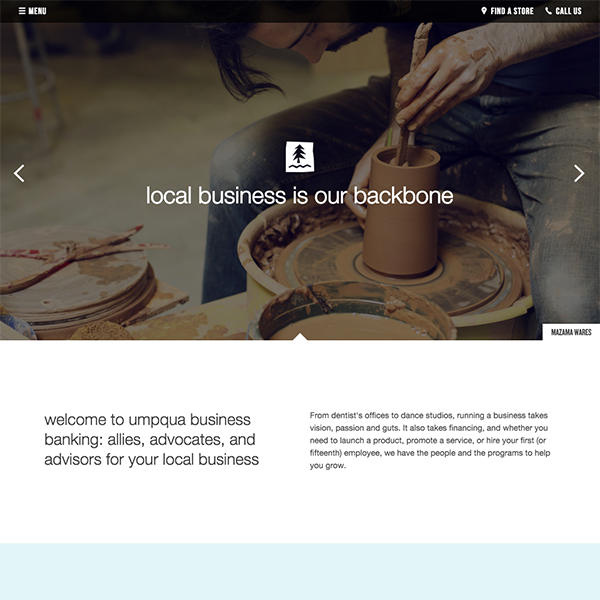 MENU
FIND A STORE
CALL US
local business is our backbone
MAZAMA WARES
welcome to umpqua business
banking: allies, advocates, and
advisors for your local business
From dentist's offices to dance studios, running a business takes
vision, passion and guts. It also takes financing, and whether you
need to launch a product, promote a service, or hire your first (or
fifteenth) employee, we have the people and the programs to help
you grow.